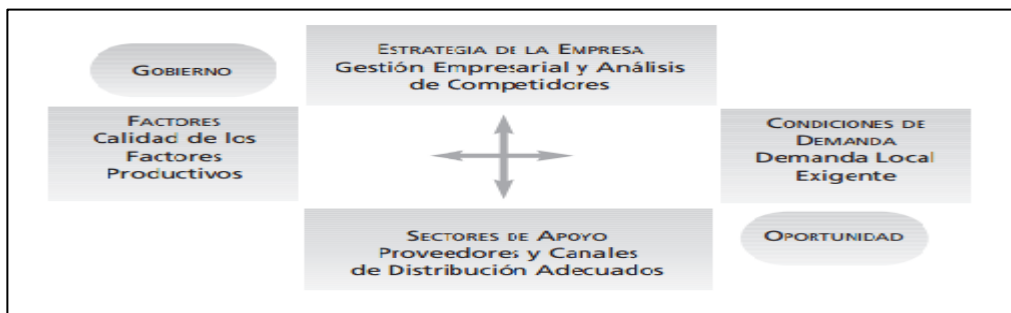 GOBIERNO
ESTRATEGIA DE LA EMPRESA
Gestión Empresarial y Análisis
de Competidores
FACTORES
Calidad de los
Factores
Productivos
CONDICIONES DE
DEMANDA
Demanda Local
Exigente
SECTORES DE APOYO
Proveedores y Canales
de Distribución Adecuados
OPORTUNIDAD